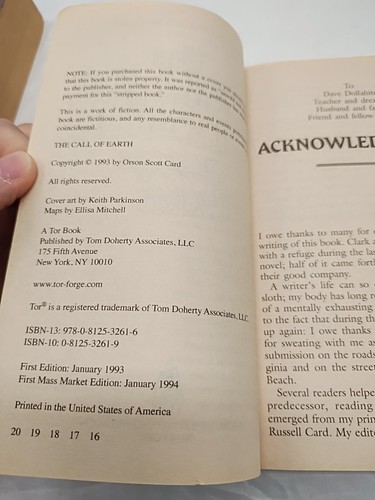 NOTE: If you purchased this book without a cover you
that this book is stolen property. It was reported as
to the publisher, and neither the author nor the publisher
payment for this "stripped book."
This is a work of fiction. All the characters and events
book are fictitious, and any resemblance to real people or
coincidental.
THE CALL OF EARTH
Copyright © 1993 by Orson Scott Card
All rights reserved.
Cover art by Keith Parkinson
Maps by Ellisa Mitchell
A Tor Book
Published by Tom Doherty Associates, LLC
175 Fifth Avenue
New York, NY 10010
www.tor-forge.com
Tor® is a registered trademark of Tom Doherty Associates, LLC
ISBN-13: 978-0-8125-3261-6
ISBN-10: 0-8125-3261-9
First Edition: January 1993
First Mass Market Edition: January 1994
Printed in the United States of America
20 19 18 17 16
To
Dave Dollahite
Teacher and
Husband and
Friend and fellow
ACKNOWLED
I owe thanks to many for
writing of this book. Clark
with a refuge during the las
novel; half of it came forth
their good company.
A writer's life can so
sloth; my body has long
of a mentally exhausting
to the fact that during th
up again: I owe thanks
for sweating with me as
submission on the roads
ginia and on the street
Beach.
Several readers helpe
predecessor, reading
emerged from my prin
Russell Card. My edito